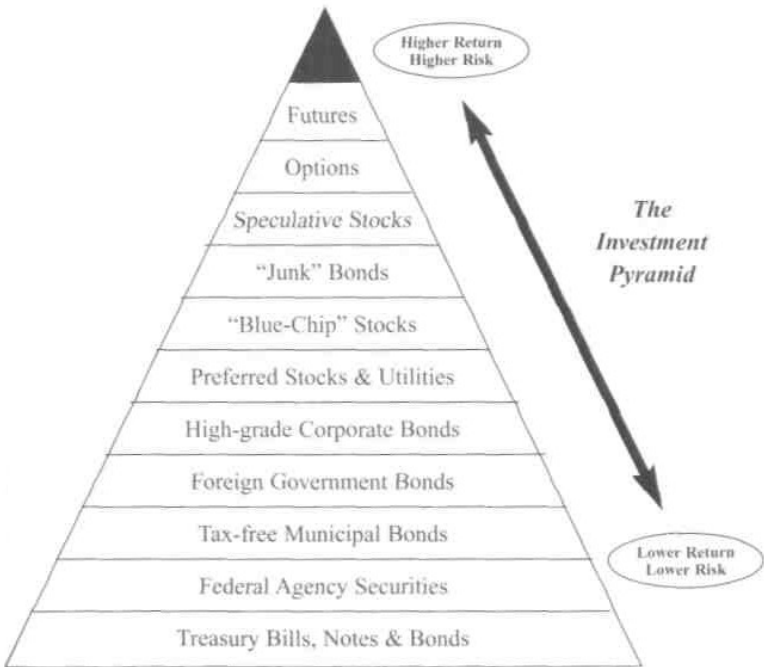 Higher Return
Higher Risk
Futures
Options
Speculative Stocks
“Junk” Bonds
“Blue-Chip” Stocks
Preferred Stocks & Utilities
High-grade Corporate Bonds
Foreign Government Bonds
Tax-free Municipal Bonds
Federal Agency Securities
Treasury Bills, Notes & Bonds
The
Investment
Pyramid
Lower Return
Lower Risk